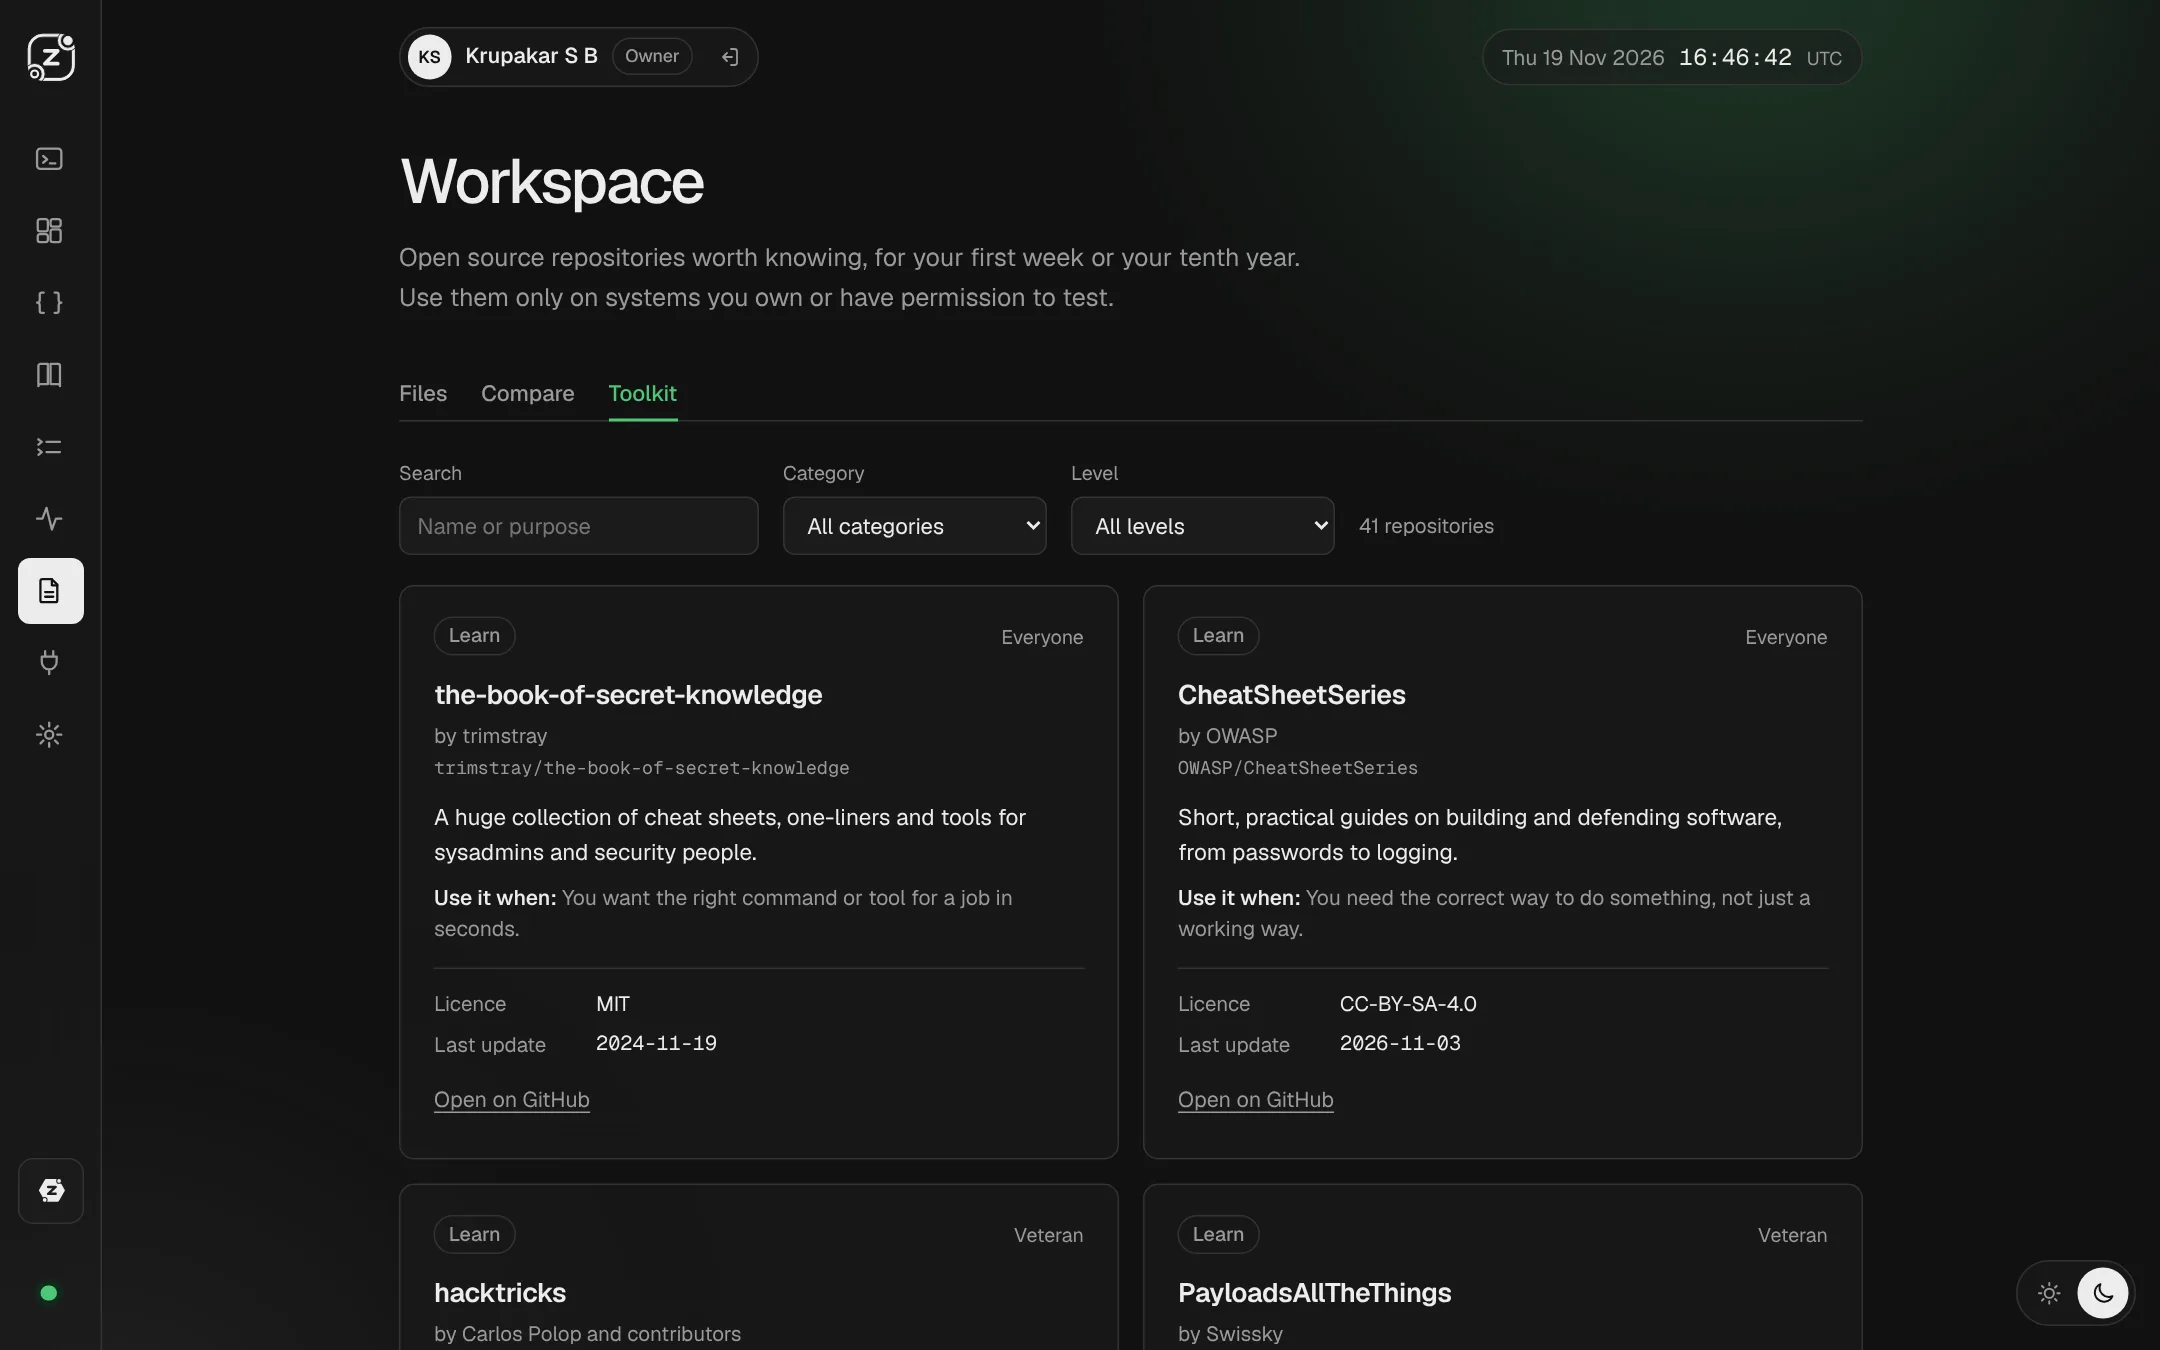 KS Krupakar S B Owner
Thu 19 Nov 2026 16:46:42 UTC
Workspace
Open source repositories worth knowing, for your first week or your tenth year.
Use them only on systems you own or have permission to test.
Files Compare Toolkit
Search Category Level
Name or purpose All categories All levels 41 repositories
Learn Everyone
the-book-of-secret-knowledge
by trimstray
trimstray/the-book-of-secret-knowledge
A huge collection of cheat sheets, one-liners and tools for
sysadmins and security people.
Use it when: You want the right command or tool for a job in
seconds.
Licence MIT
Last update 2024-11-19
Open on GitHub
Learn Everyone
CheatSheetSeries
by OWASP
OWASP/CheatSheetSeries
Short, practical guides on building and defending software,
from passwords to logging.
Use it when: You need the correct way to do something, not just a
working way.
Licence CC-BY-SA-4.0
Last update 2026-11-03
Open on GitHub
Learn Veteran
hacktricks
by Carlos Polop and contributors
Learn Veteran
PayloadsAllTheThings
by Swissky